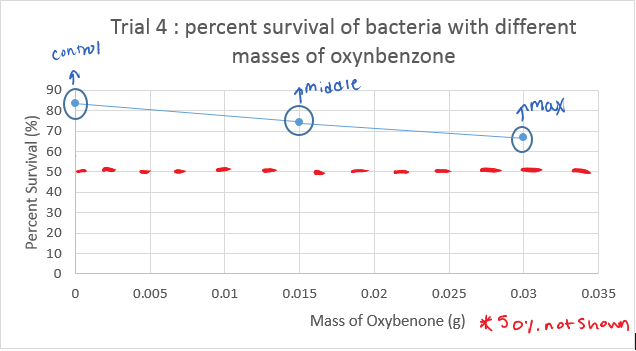 Trial 4 : percent survival of bacteria with different
masses of oxynbenzone
control
middle
max
Percent Survival (%)
90
80
70
60
50
40
30
20
10
0
0 0.005 0.01 0.015 0.02 0.025 0.03 0.035
Mass of Oxybenone (g)
* 50% not shown